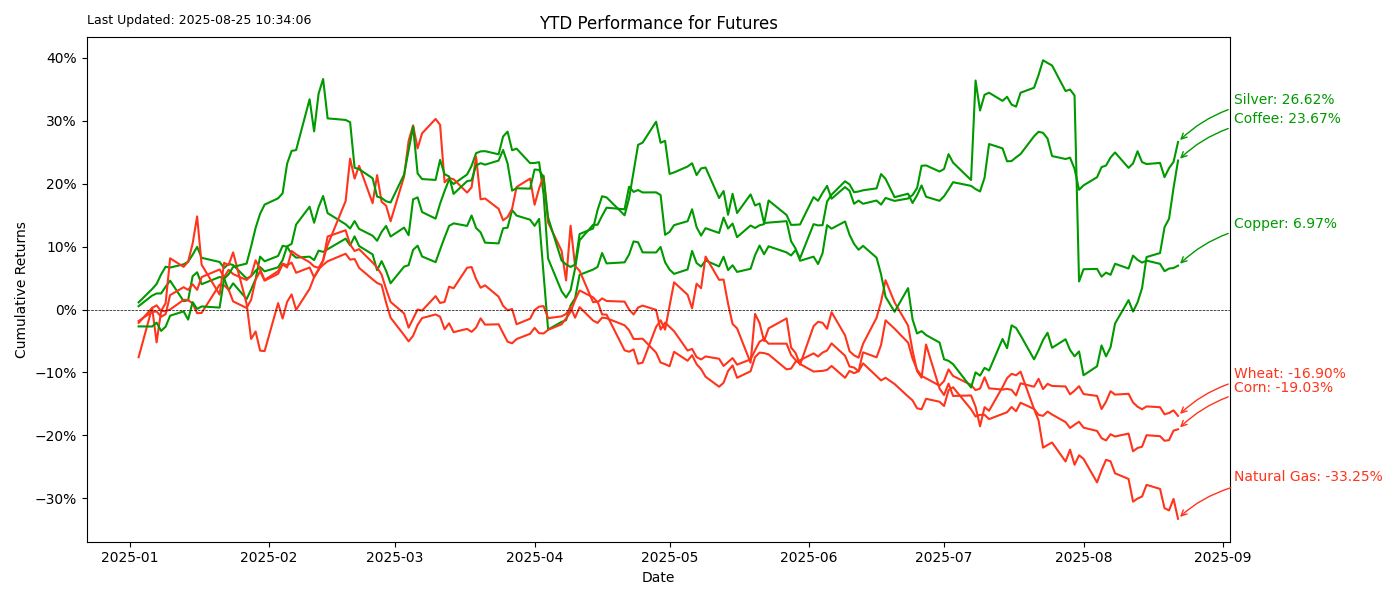 Last Updated: 2025-08-25 10:34:06
YTD Performance for Futures
Cumulative Returns
40%
30%
20%
10%
0%
−10%
−20%
−30%
Silver: 26.62%
Coffee: 23.67%
Copper: 6.97%
Wheat: -16.90%
Corn: -19.03%
Natural Gas: -33.25%
2025-01 2025-02 2025-03 2025-04 2025-05 2025-06 2025-07 2025-08 2025-09
Date